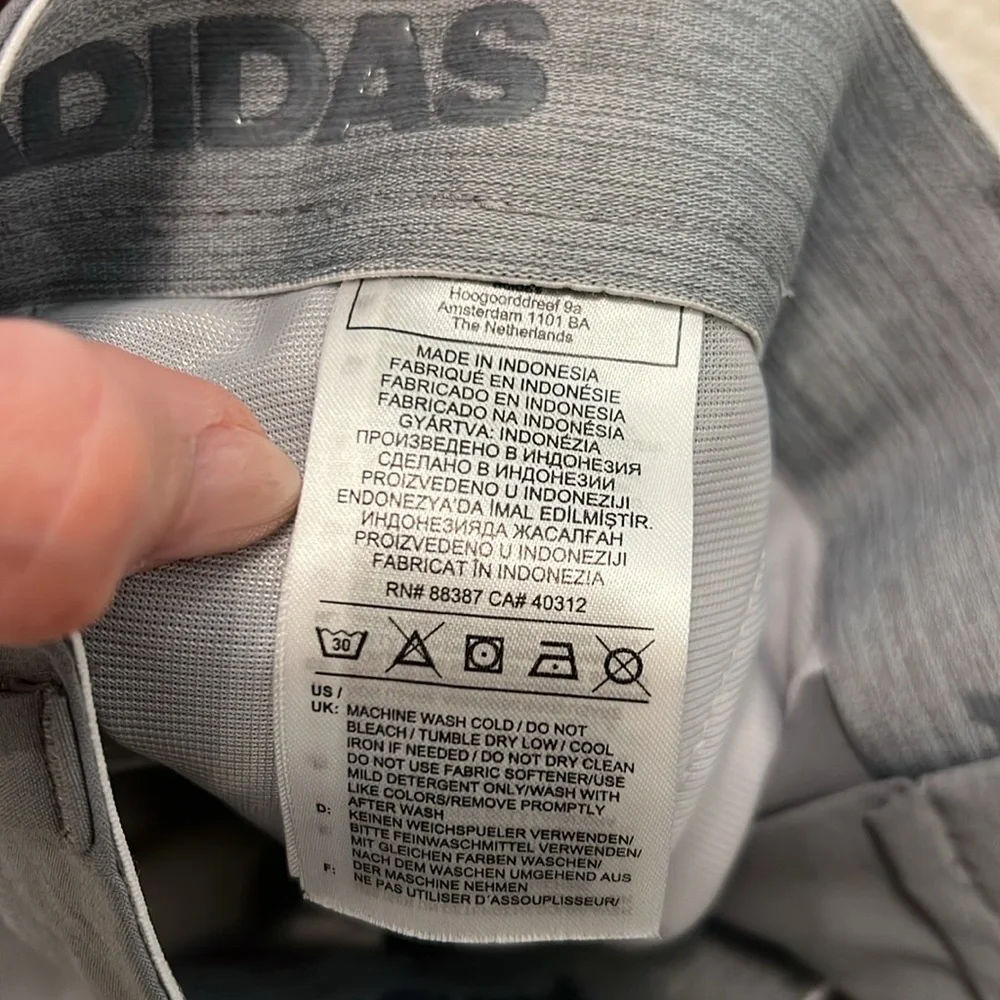 ADIDAS
Hoogoorddreef 9a
Amsterdam 1101 BA
The Netherlands
MADE IN INDONESIA
FABRIQUÉ EN INDONÉSIE
FABRICADO EN INDONESIA
FABRICADO NA INDONÉSIA
GYÁRTVA: INDONÉZIA
ПРОИЗВЕДЕНО В ИНДОНЕЗИЯ
СДЕЛАНО В ИНДОНЕЗИИ
PROIZVEDENO U INDONEZIJI
ENDONEZYA'DA İMAL EDİLMİŞTİR.
ИНДОНЕЗИЯДА ЖАСАЛҒАН
PROIZVEDENO U INDONEZIJI
FABRICAT ÎN INDONEZIA
RN# 88387 CA# 40312
30
US /
UK: MACHINE WASH COLD / DO NOT
BLEACH / TUMBLE DRY LOW / COOL
IRON IF NEEDED / DO NOT DRY CLEAN
DO NOT USE FABRIC SOFTENER/USE
MILD DETERGENT ONLY/WASH WITH
LIKE COLORS/REMOVE PROMPTLY
AFTER WASH
D: KEINEN WEICHSPUELER VERWENDEN/
BITTE FEINWASCHMITTEL VERWENDEN/
MIT GLEICHEN FARBEN WASCHEN/
NACH DEM WASCHEN UMGEHEND AUS
DER MASCHINE NEHMEN
F: NE PAS UTILISER D'ASSOUPLISSEUR/